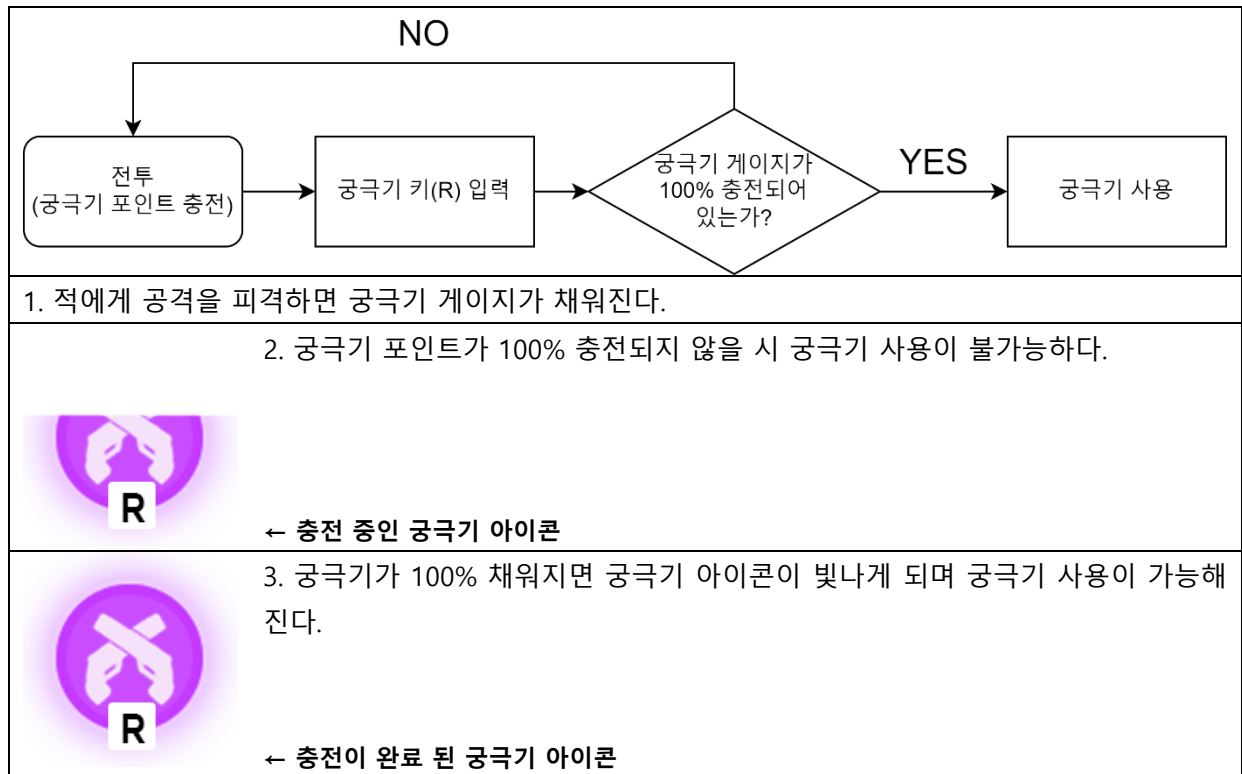 NO
전투
(궁극기 포인트 충전)
궁극기 키(R) 입력
궁극기 게이지가
100% 충전되어
있는가?
YES
궁극기 사용
1. 적에게 공격을 피격하면 궁극기 게이지가 채워진다.
2. 궁극기 포인트가 100% 충전되지 않을 시 궁극기 사용이 불가능하다.
R
← 충전 중인 궁극기 아이콘
3. 궁극기가 100% 채워지면 궁극기 아이콘이 빛나게 되며 궁극기 사용이 가능해
진다.
R
← 충전이 완료 된 궁극기 아이콘